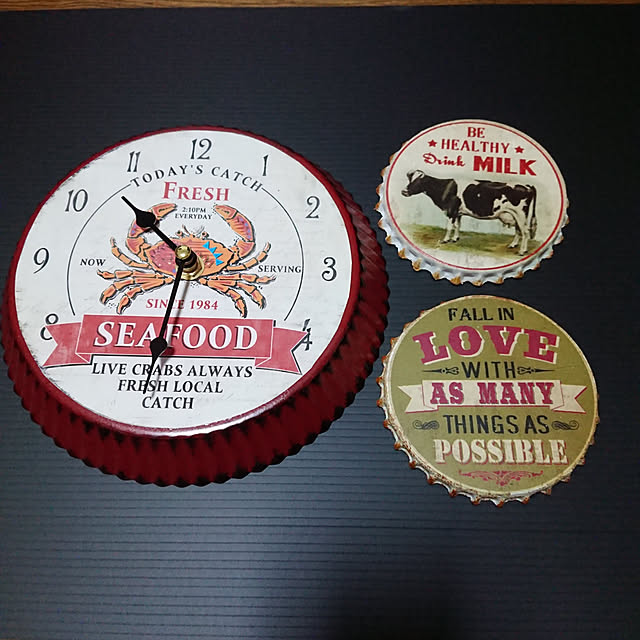 12
1
2
3
4
8
9
10
11
TODAY'S CATCH
FRESH
2:10PM
EVERYDAY
NOW
SERVING
SINCE 1984
SEAFOOD
LIVE CRABS ALWAYS
FRESH LOCAL
CATCH
BE
HEALTHY
Drink MILK
FALL IN
LOVE
WITH
AS MANY
THINGS AS
POSSIBLE